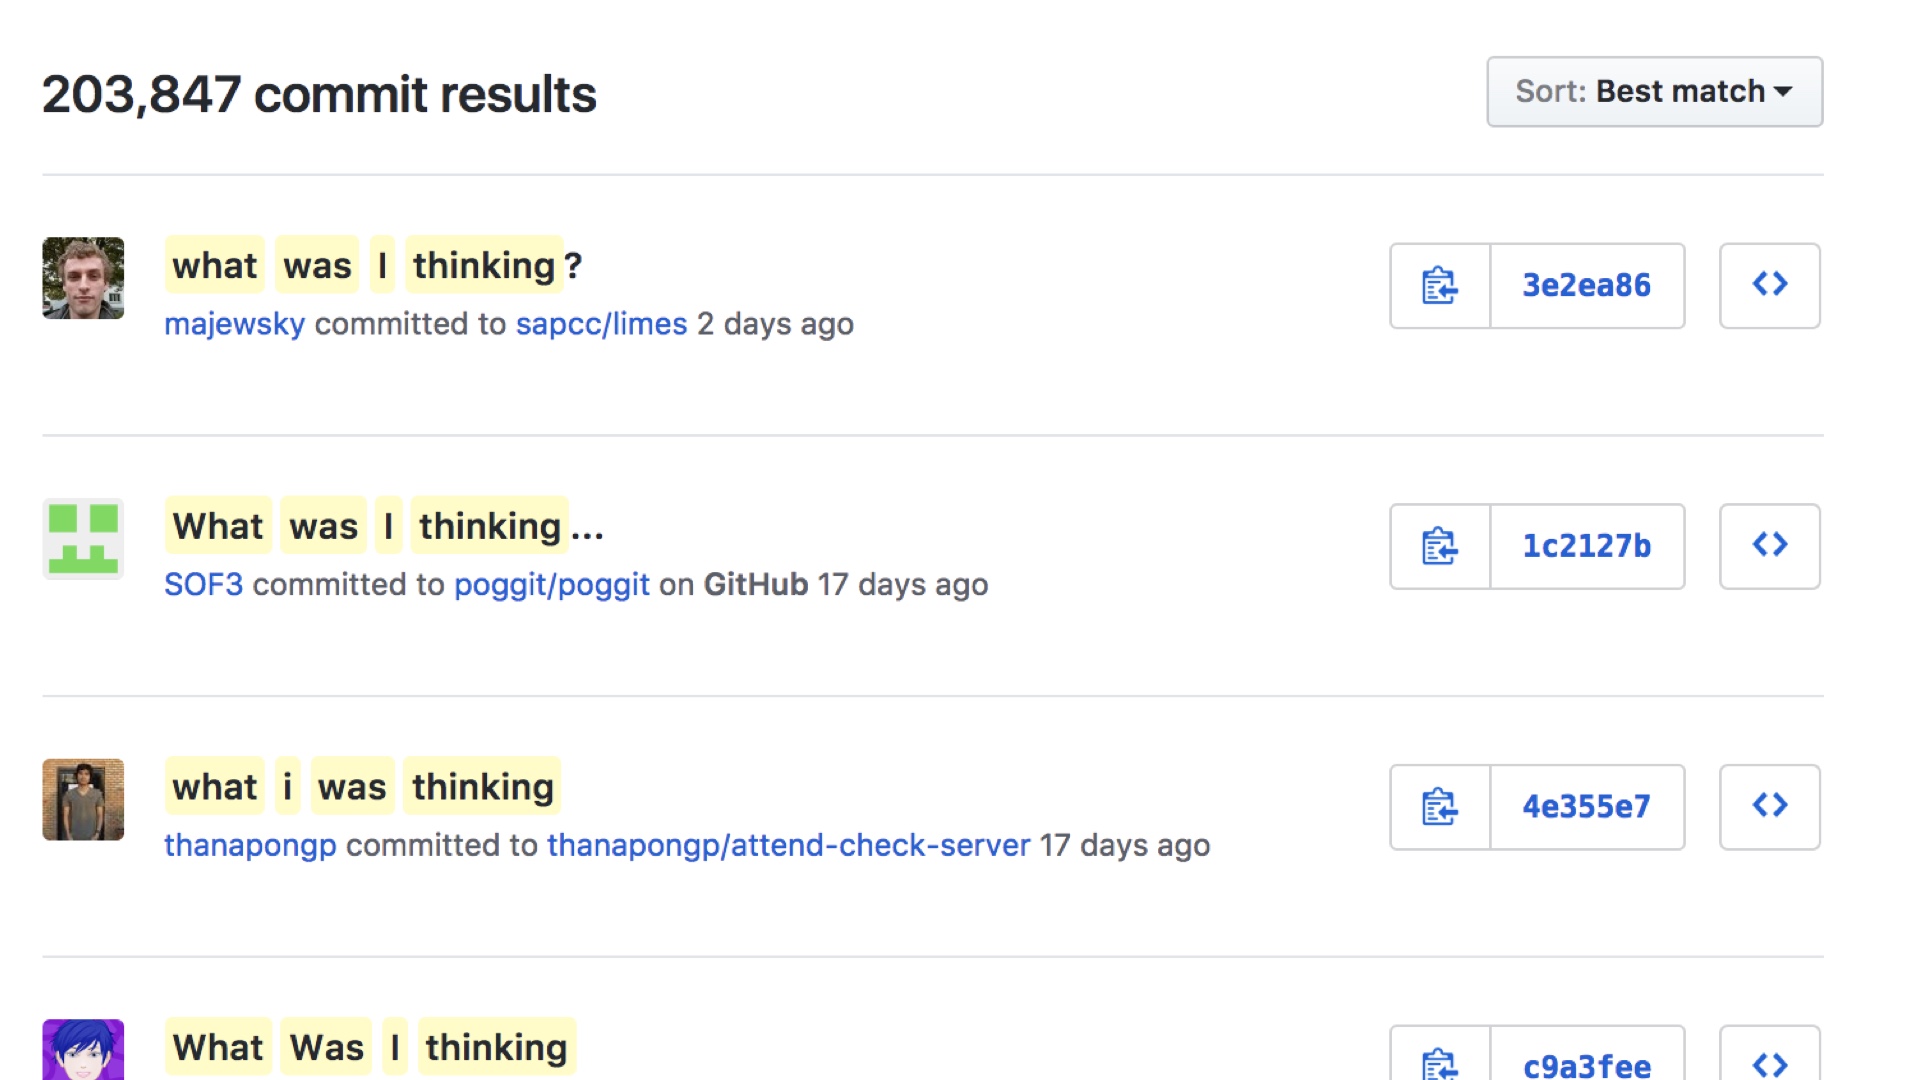 203,847 commit results
Sort: Best match
what was I thinking?
3e2ea86
majewsky committed to sapcc/limes 2 days ago
What was I thinking...
1c2127b
SOF3 committed to poggit/poggit on GitHub 17 days ago
what i was thinking
4e355e7
thanapongp committed to thanapongp/attend-check-server 17 days ago
What Was I thinking
c9a3fee